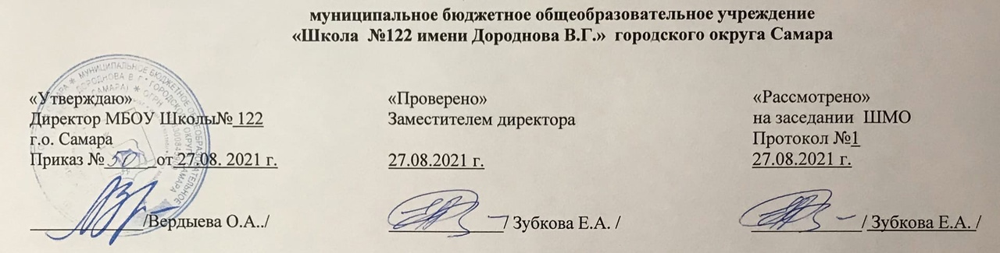 муниципальное бюджетное общеобразовательное учреждение
«Школа №122 имени Дороднова В.Г.» городского округа Самара
«Утверждаю»
Директор МБОУ Школы№ 122
г.о. Самара
Приказ № 50 от 27.08. 2021 г.
/Вердыева О.А../
«Проверено»
Заместителем директора
27.08.2021 г.
/ Зубкова Е.А. /
«Рассмотрено»
на заседании ШМО
Протокол №1
27.08.2021 г.
/ Зубкова Е.А. /